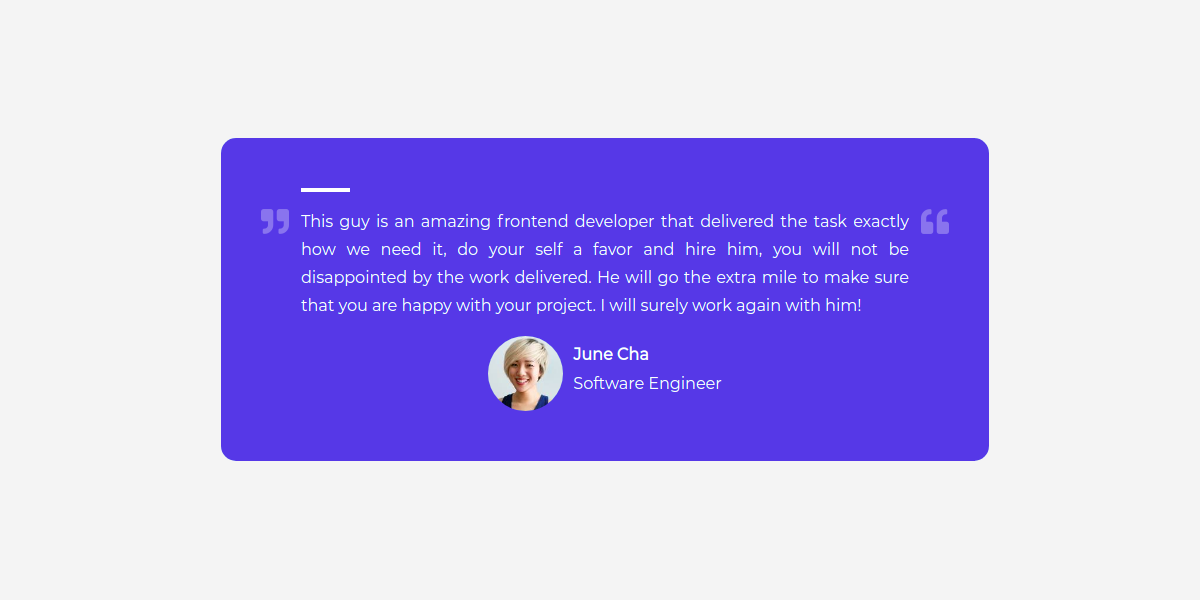 This guy is an amazing frontend developer that delivered the task exactly
how we need it, do your self a favor and hire him, you will not be
disappointed by the work delivered. He will go the extra mile to make sure
that you are happy with your project. I will surely work again with him!
June Cha
Software Engineer